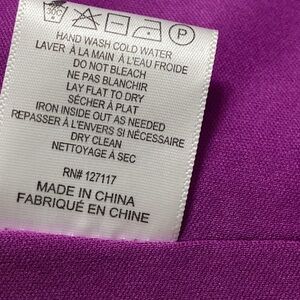 HAND WASH COLD WATER
LAVER À LA MAIN À L'EAU FROIDE
DO NOT BLEACH
NE PAS BLANCHIR
LAY FLAT TO DRY
SÉCHER À PLAT
IRON INSIDE OUT AS NEEDED
REPASSER À L'ENVERS SI NÉCESSAIRE
DRY CLEAN
NETTOYAGE À SEC
RN# 127117
MADE IN CHINA
FABRIQUÉ EN CHINE